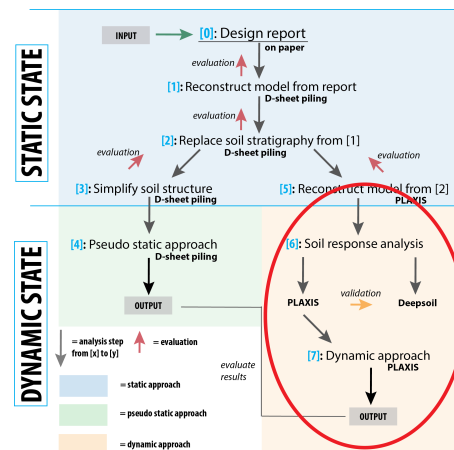 STATIC STATE
INPUT
[0]: Design report
on paper
evaluation
[1]: Reconstruct model from report
D-sheet piling
evaluation
[2]: Replace soil stratigraphy from [1]
D-sheet piling
evaluation
evaluation
[3]: Simplify soil structure
D-sheet piling
[5]: Reconstruct model from [2]
PLAXIS
DYNAMIC STATE
[4]: Pseudo static approach
D-sheet piling
OUTPUT
[6]: Soil response analysis
PLAXIS
validation
Deepsoil
[7]: Dynamic approach
PLAXIS
OUTPUT
evaluate
results
= analysis step
from [x] to [y]
= evaluation
= static approach
= pseudo static approach
= dynamic approach